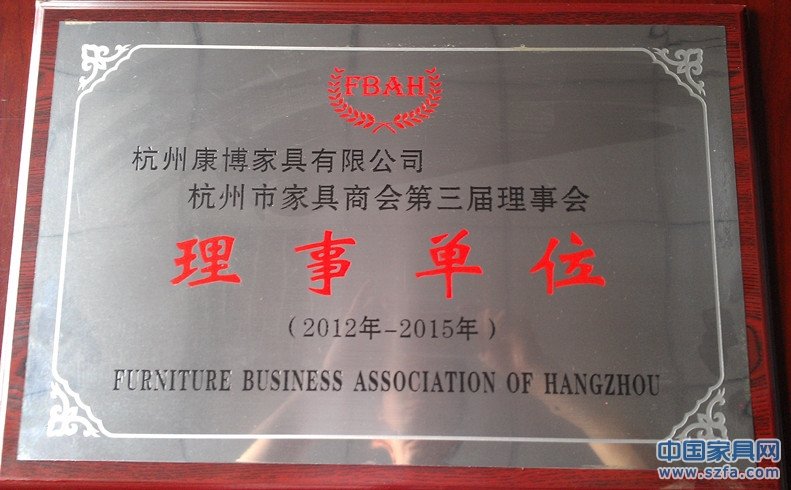 FBAH
杭州康博家具有限公司
杭州市家具商会第三届理事会
理事单位
(2012年-2015年)
FURNITURE BUSINESS ASSOCIATION OF HANGZHOU
中国家具网
www.szfa.com